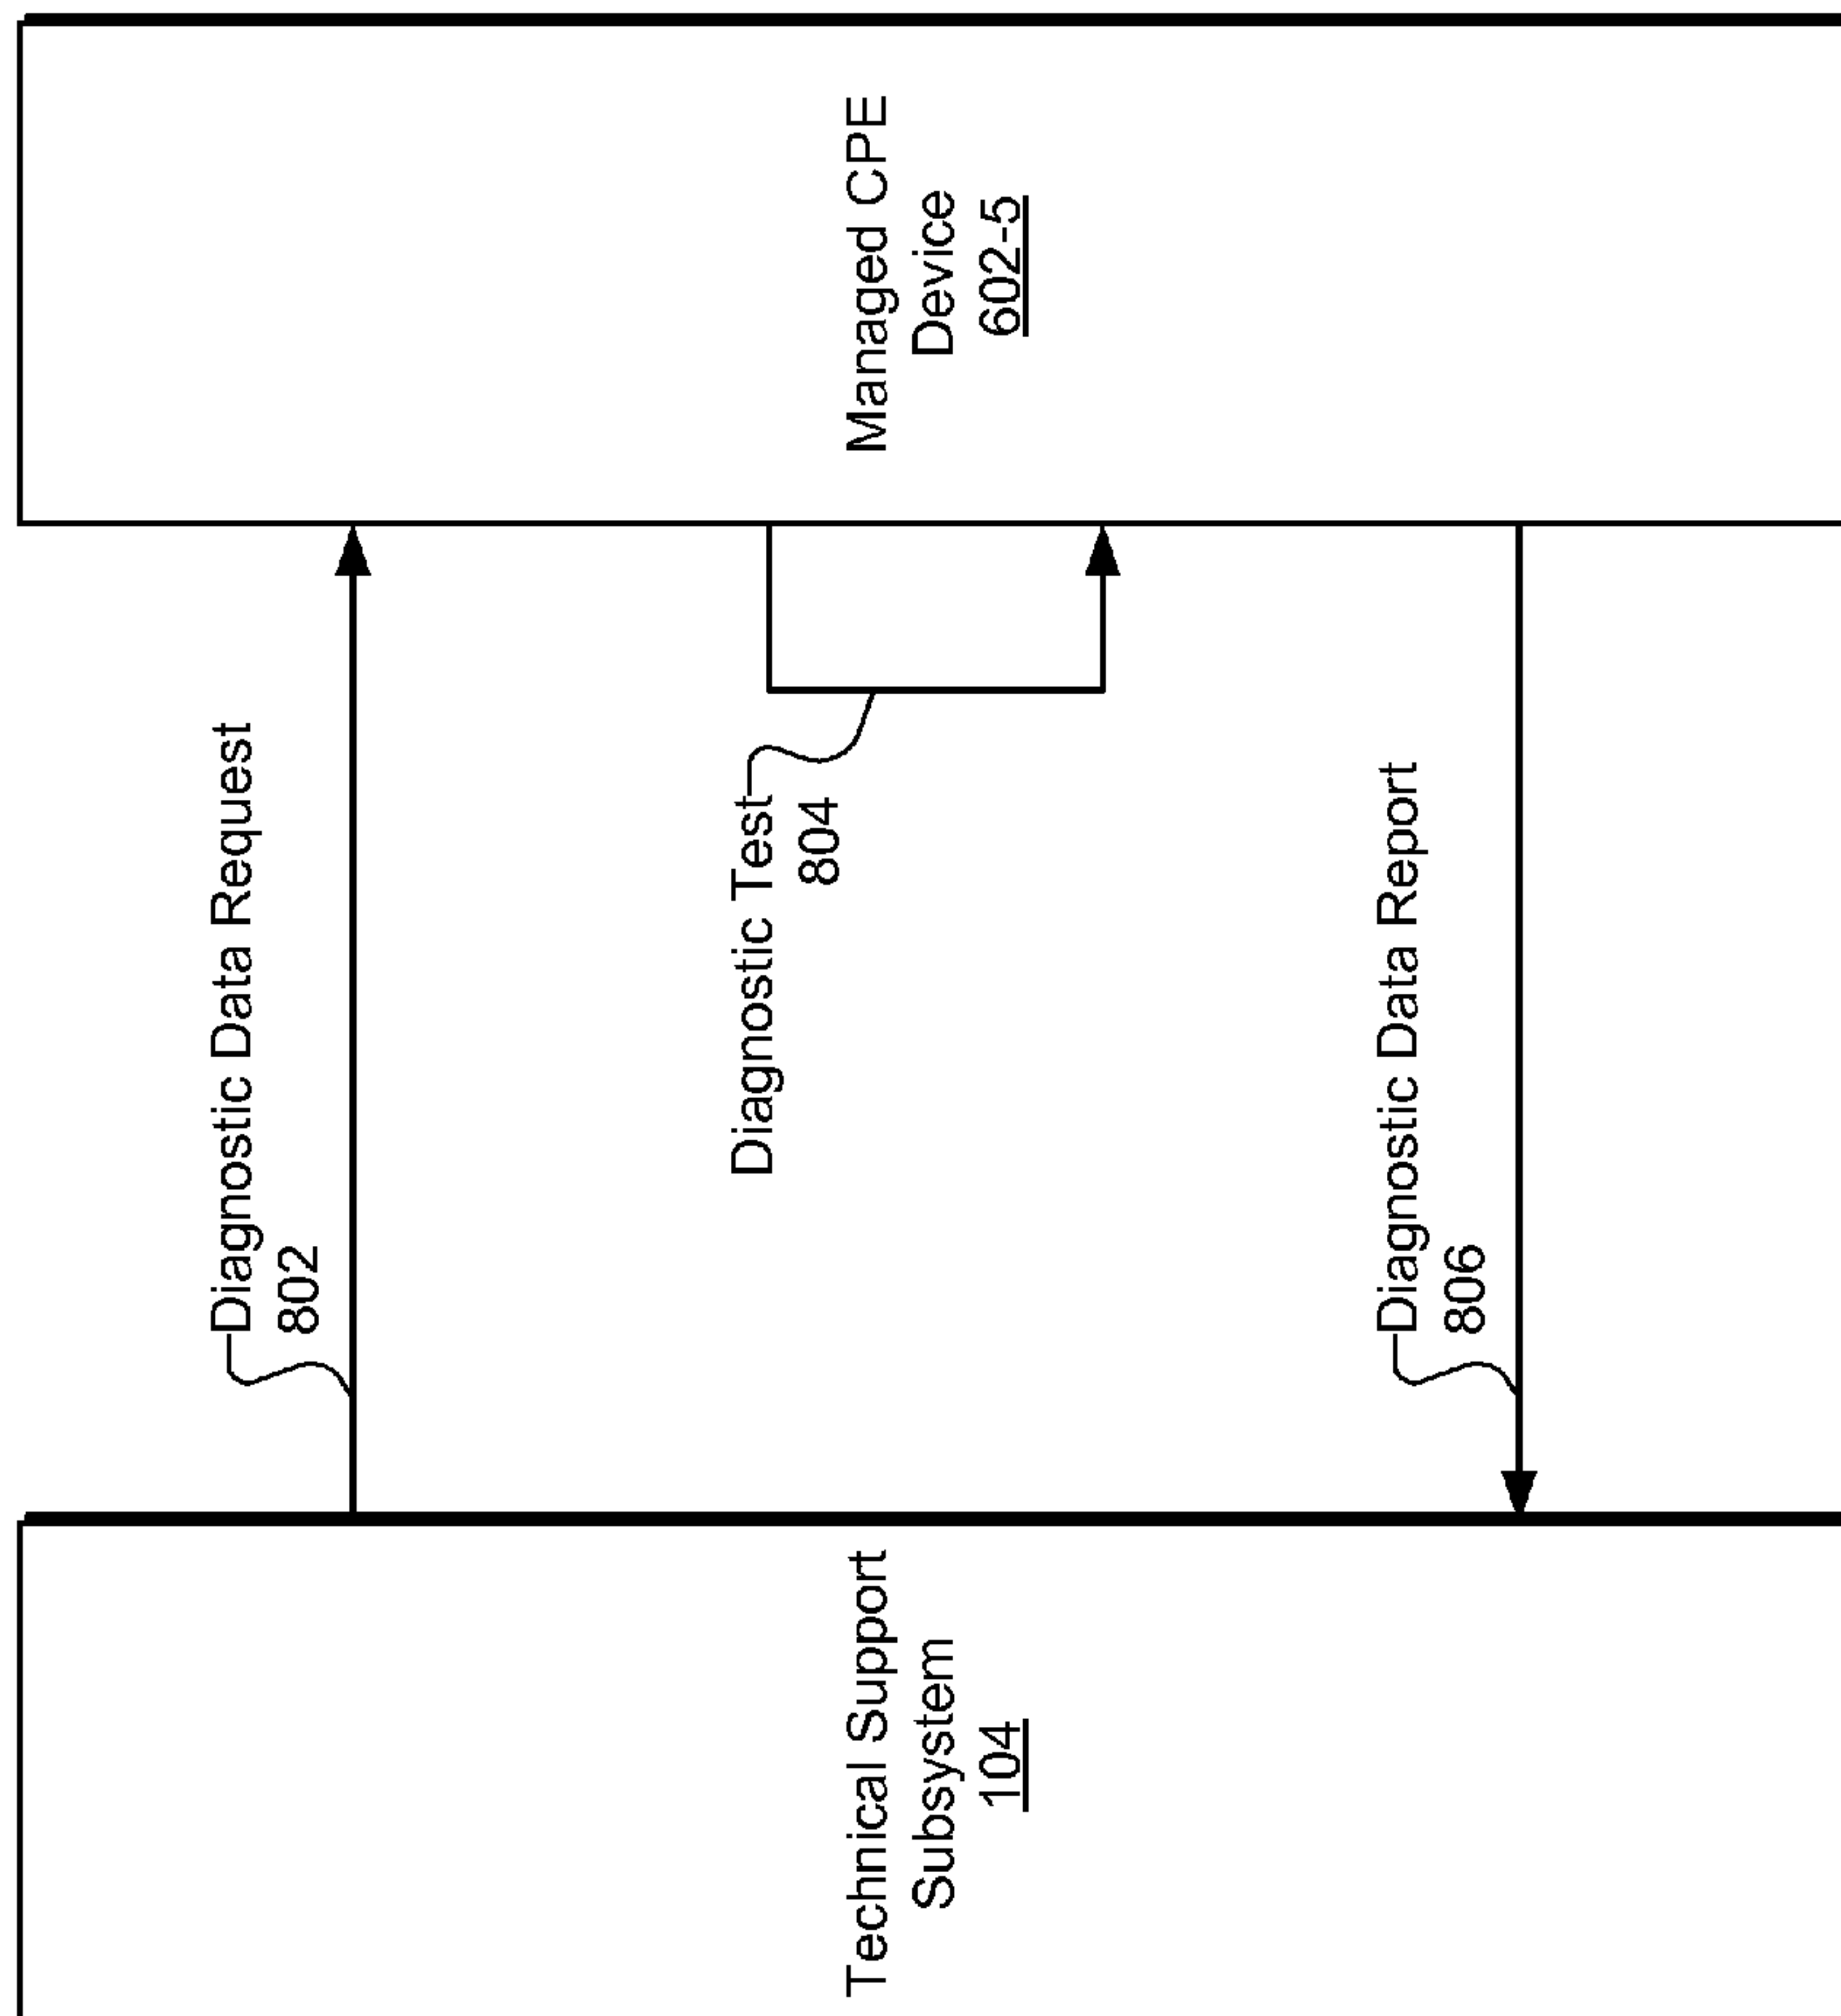 Diagnostic Data Request
802
Diagnostic Test
804
Technical Support
Subsystem
104
Managed CPE
Device
602-5
Diagnostic Data Report
806